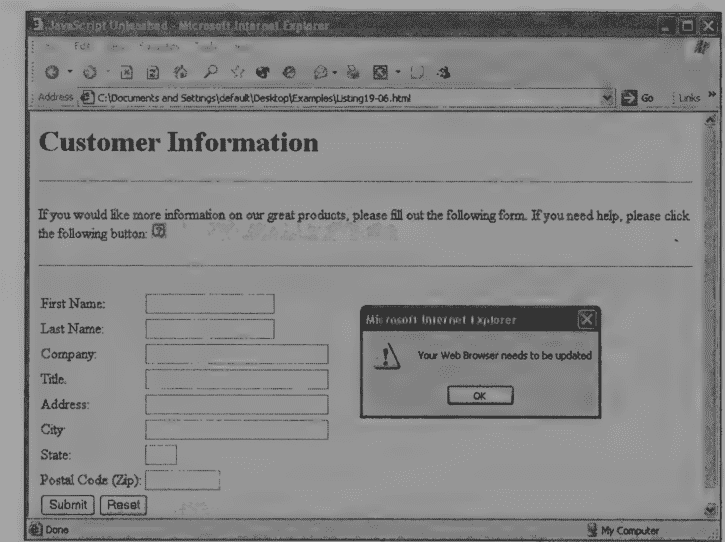 JavaScript Unleashed - Microsoft Internet Explorer
Edit Favorites Tools
Address C:\Documents and Settings\default\Desktop\Examples\Listing19-06.html Go Links »
Customer Information
If you would like more information on our great products, please fill out the following form. If you need help, please click
the following button: ?
First Name:
Last Name:
Microsoft Internet Explorer
Company:
Your Web Browser needs to be updated
Title:
Address:
OK
City:
State:
Postal Code (Zip):
Submit Reset
Done My Computer